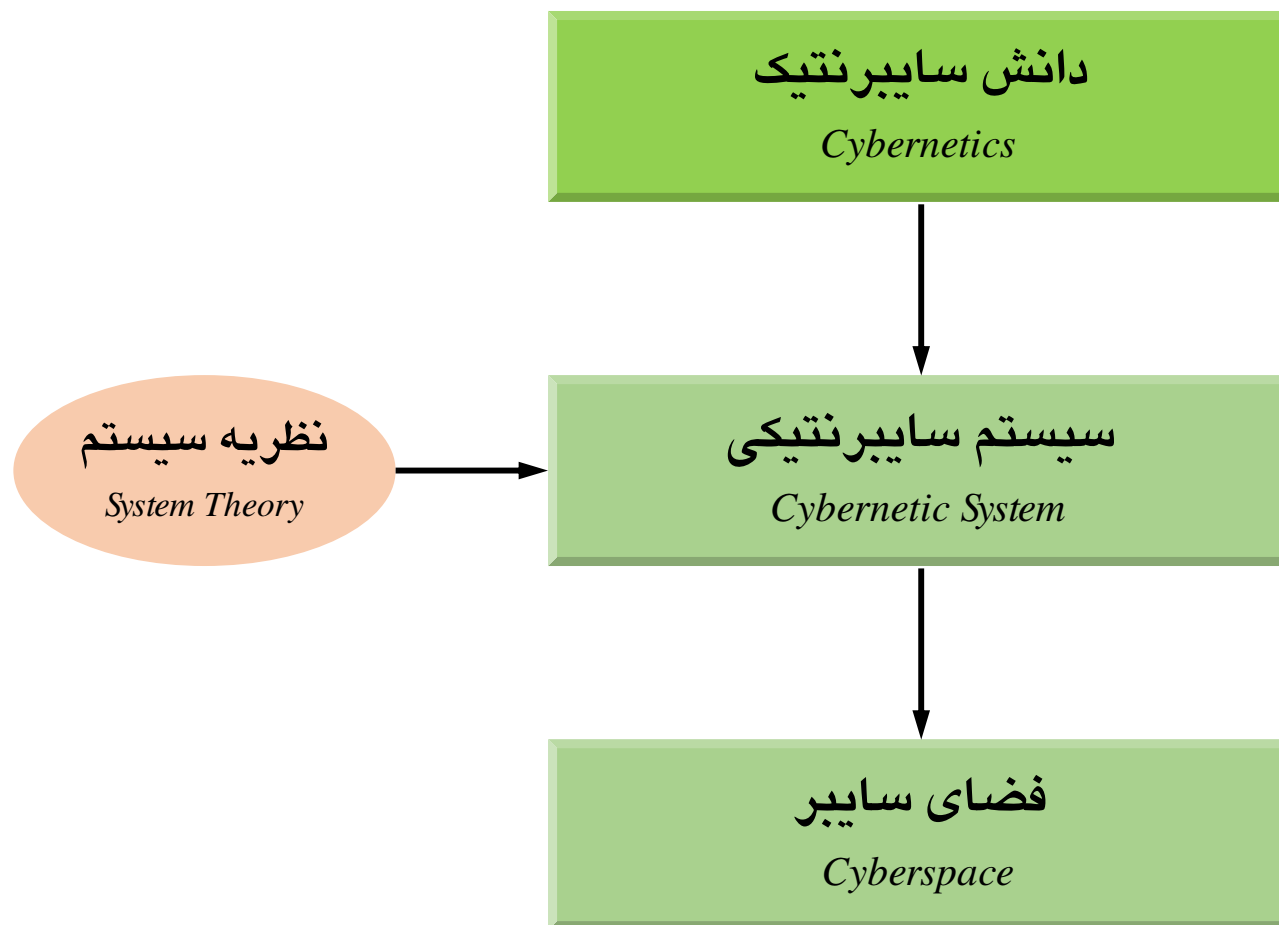 دانش سایبرنتیک
Cybernetics
نظریه سیستم
System Theory
سیستم سایبرنتیکی
Cybernetic System
فضای سایبر
Cyberspace